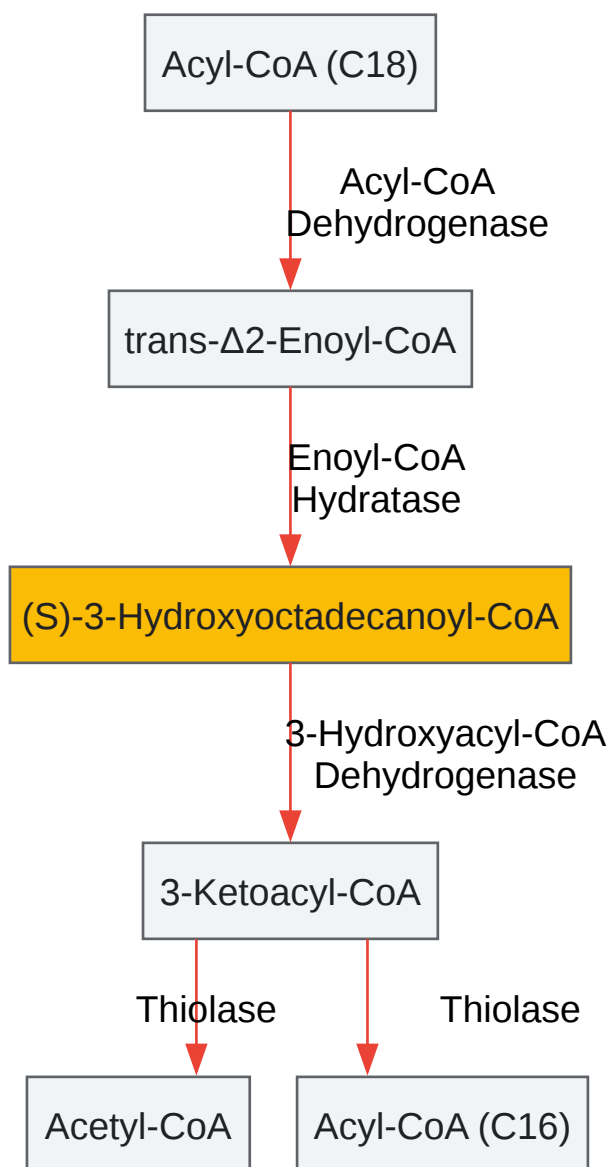 Acyl-CoA (C18)
Acyl-CoA
Dehydrogenase
trans-Δ2-Enoyl-CoA
Enoyl-CoA
Hydratase
(S)-3-Hydroxyoctadecanoyl-CoA
3-Hydroxyacyl-CoA
Dehydrogenase
3-Ketoacyl-CoA
Thiolase
Thiolase
Acetyl-CoA
Acyl-CoA (C16)